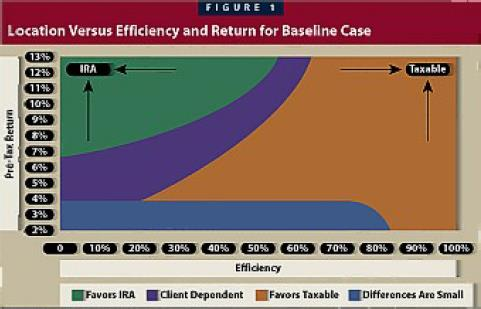 FIGURE 1
Location Versus Efficiency and Return for Baseline Case
13%
IRA
Taxable
12%
11%
10%
9%
8%
7%
6%
5%
4%
3%
2%
Pre-Tax Return
0 10% 20% 30% 40% 50% 60% 70% 80% 90% 100%
Efficiency
Favors IRA Client Dependent Favors Taxable Differences Are Small